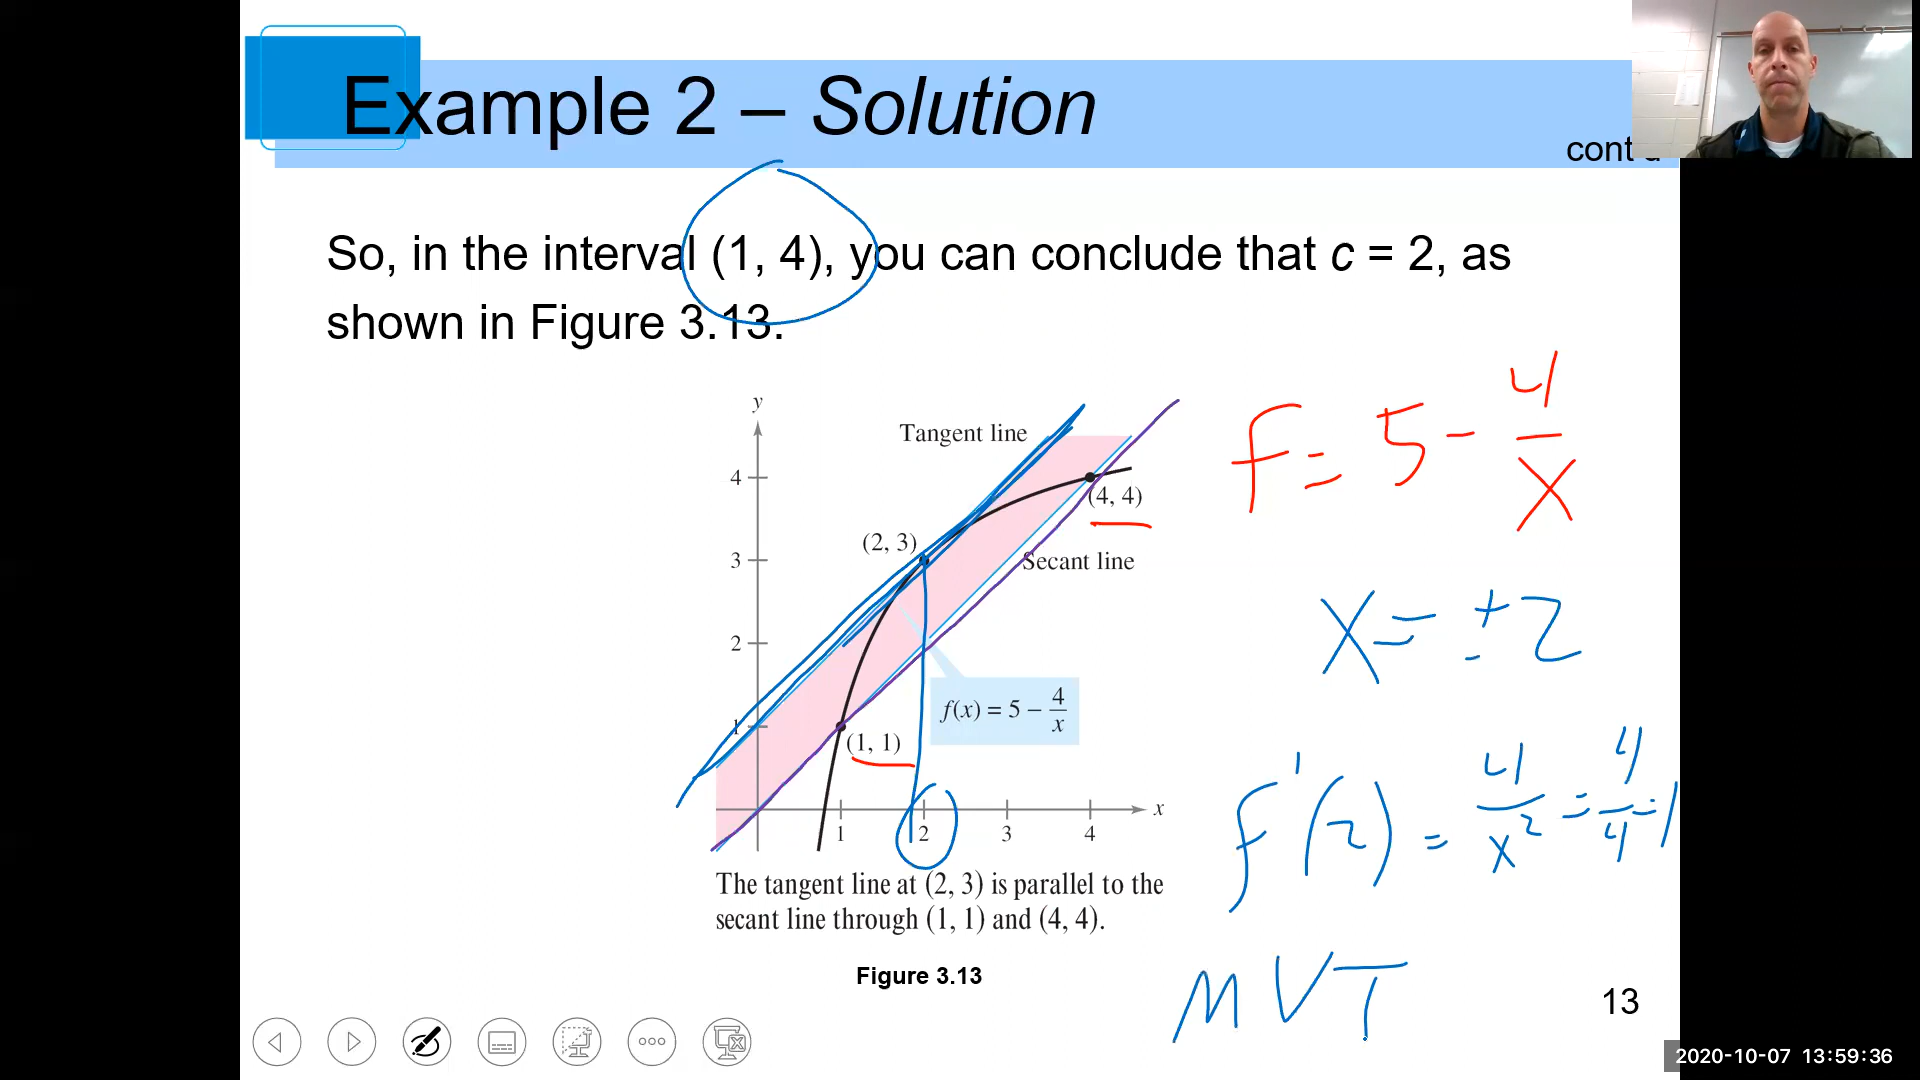 Example 2 – Solution
So, in the interval (1, 4), you can conclude that c = 2, as
shown in Figure 3.13.
y
Tangent line
4
(4, 4)
(2, 3)
3
Secant line
2
f(x) = 5 − 4/x
1
(1, 1)
x
1 2 3 4
The tangent line at (2, 3) is parallel to the
secant line through (1, 1) and (4, 4).
Figure 3.13
f = 5 - 4/x
x = ±2
f'(2) = 4/x² = 4/4 = 1
MVT
13
2020-10-07 13:59:36